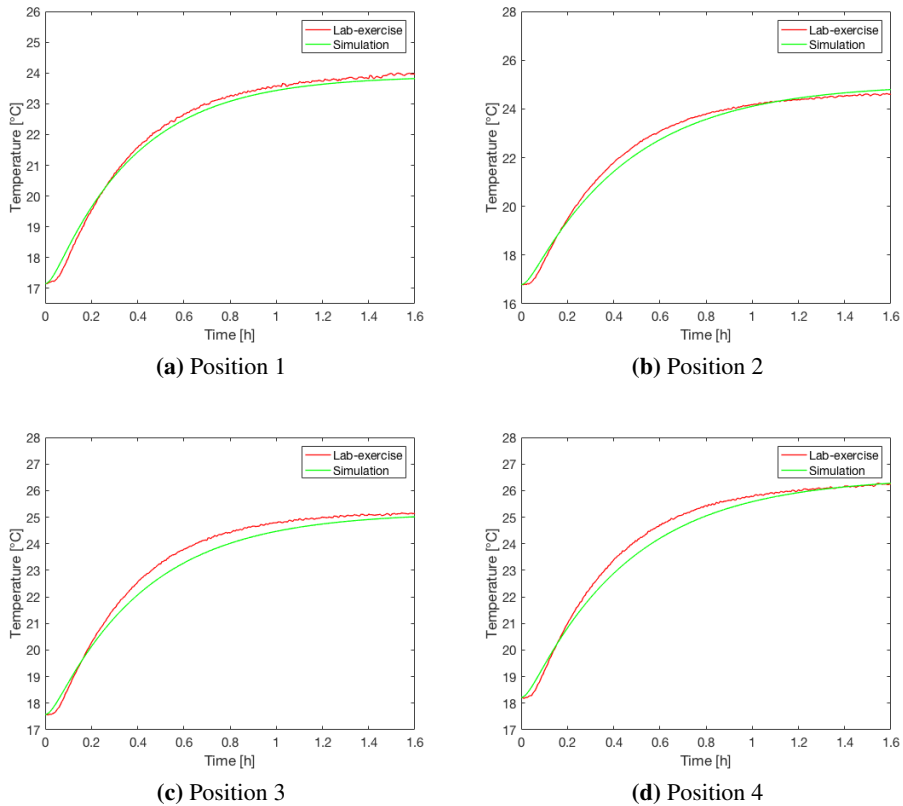 26
25
24
23
22
21
20
19
18
17
Temperature [°C]
Lab-exercise
Simulation
0 0.2 0.4 0.6 0.8 1 1.2 1.4 1.6
Time [h]
(a) Position 1
28
26
24
22
20
18
16
Temperature [°C]
Lab-exercise
Simulation
0 0.2 0.4 0.6 0.8 1 1.2 1.4 1.6
Time [h]
(b) Position 2
28
27
26
25
24
23
22
21
20
19
18
17
Temperature [°C]
Lab-exercise
Simulation
0 0.2 0.4 0.6 0.8 1 1.2 1.4 1.6
Time [h]
(c) Position 3
28
27
26
25
24
23
22
21
20
19
18
17
Temperature [°C]
Lab-exercise
Simulation
0 0.2 0.4 0.6 0.8 1 1.2 1.4 1.6
Time [h]
(d) Position 4